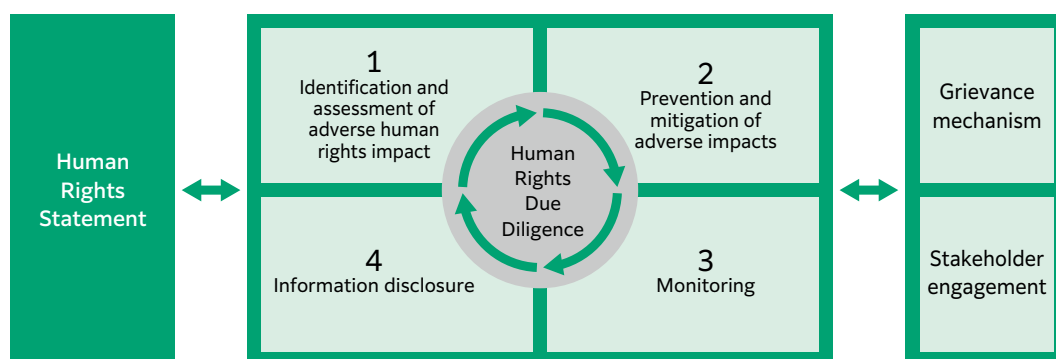 Human
Rights
Statement
1
Identification and
assessment of
adverse human
rights impact
2
Prevention and
mitigation of
adverse impacts
Human
Rights
Due
Diligence
4
Information disclosure
3
Monitoring
Grievance
mechanism
Stakeholder
engagement